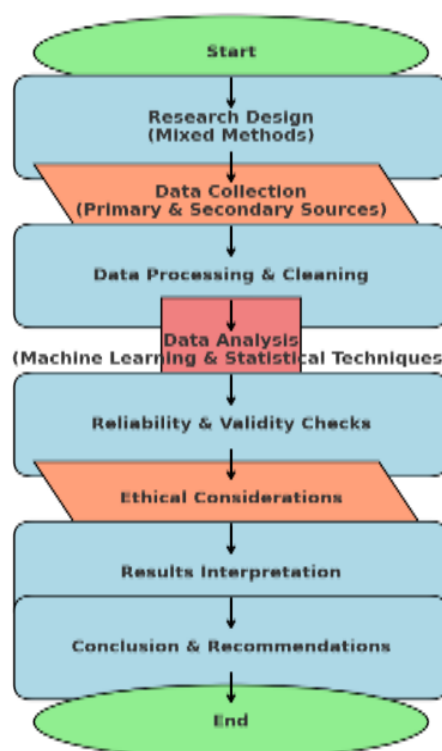 Start
Research Design
(Mixed Methods)
Data Collection
(Primary & Secondary Sources)
Data Processing & Cleaning
Data Analysis
(Machine Learning & Statistical Techniques
Reliability & Validity Checks
Ethical Considerations
Results Interpretation
Conclusion & Recommendations
End